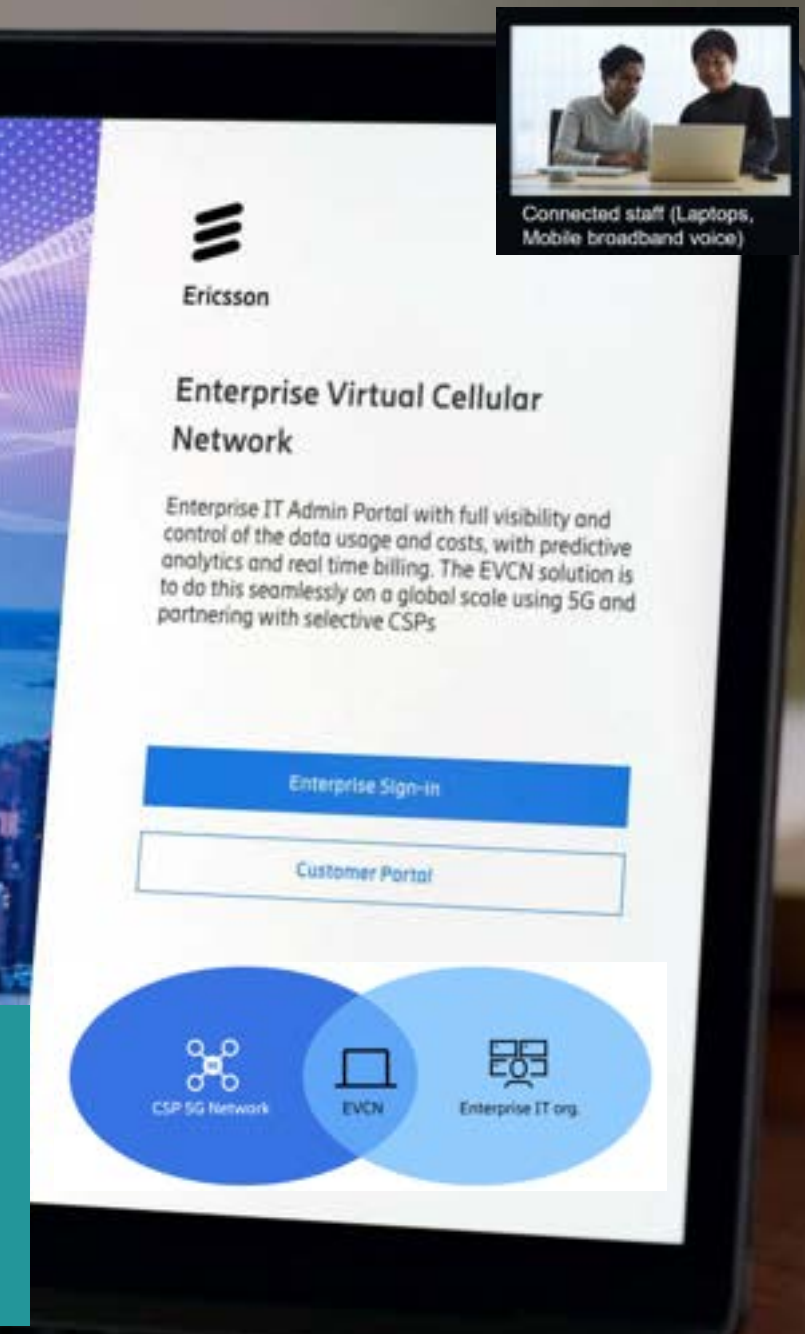 Connected staff (Laptops,
Mobile broadband voice)
Ericsson
Enterprise Virtual Cellular
Network
Enterprise IT Admin Portal with full visibility and
control of the data usage and costs, with predictive
analytics and real time billing. The EVCN solution is
to do this seamlessly on a global scale using 5G and
partnering with selective CSPs
Enterprise Sign-in
Customer Portal
CSP 5G Network
EVCN
Enterprise IT org.